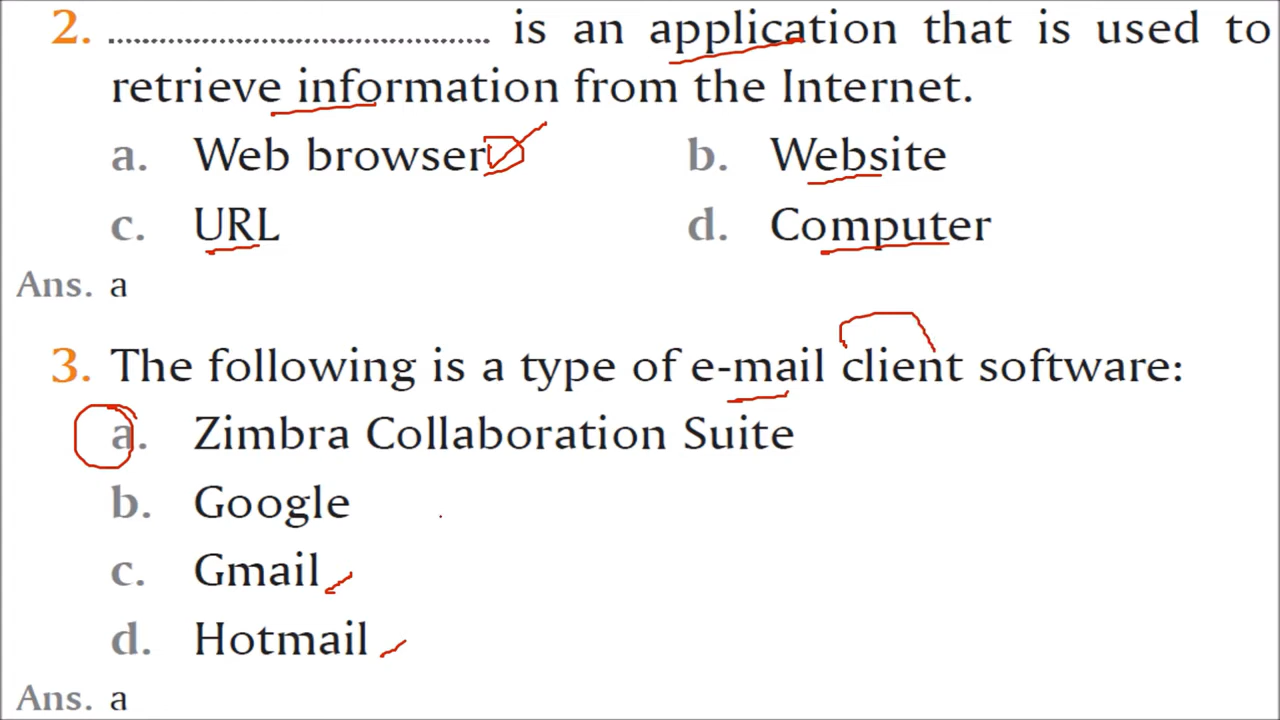 2. ........................................ is an application that is used to
retrieve information from the Internet.
a. Web browser b. Website
c. URL d. Computer
Ans. a
3. The following is a type of e-mail client software:
a. Zimbra Collaboration Suite
b. Google
c. Gmail
d. Hotmail
Ans. a